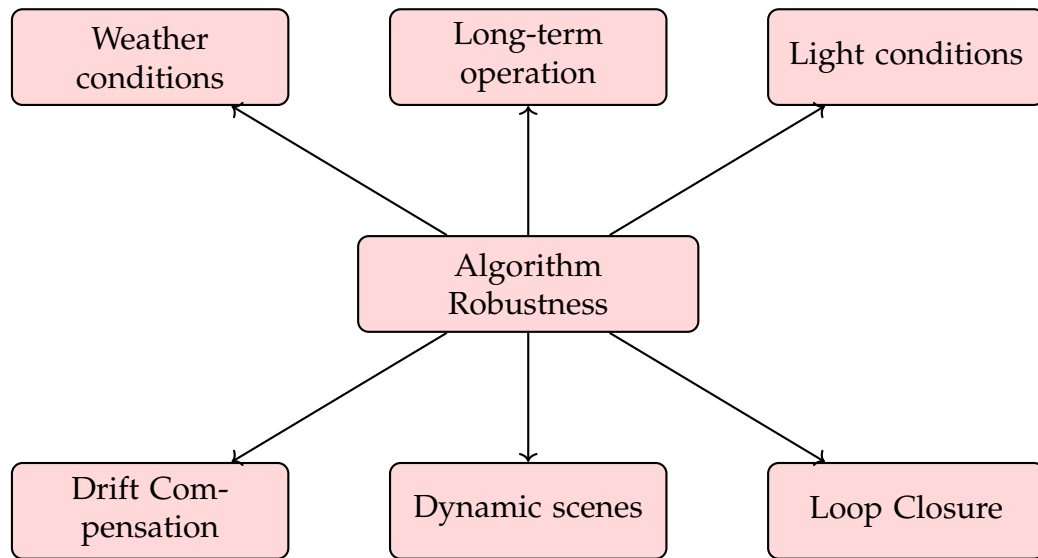 Weather
conditions
Long-term
operation
Light conditions
Algorithm
Robustness
Drift Com-
pensation
Dynamic scenes
Loop Closure